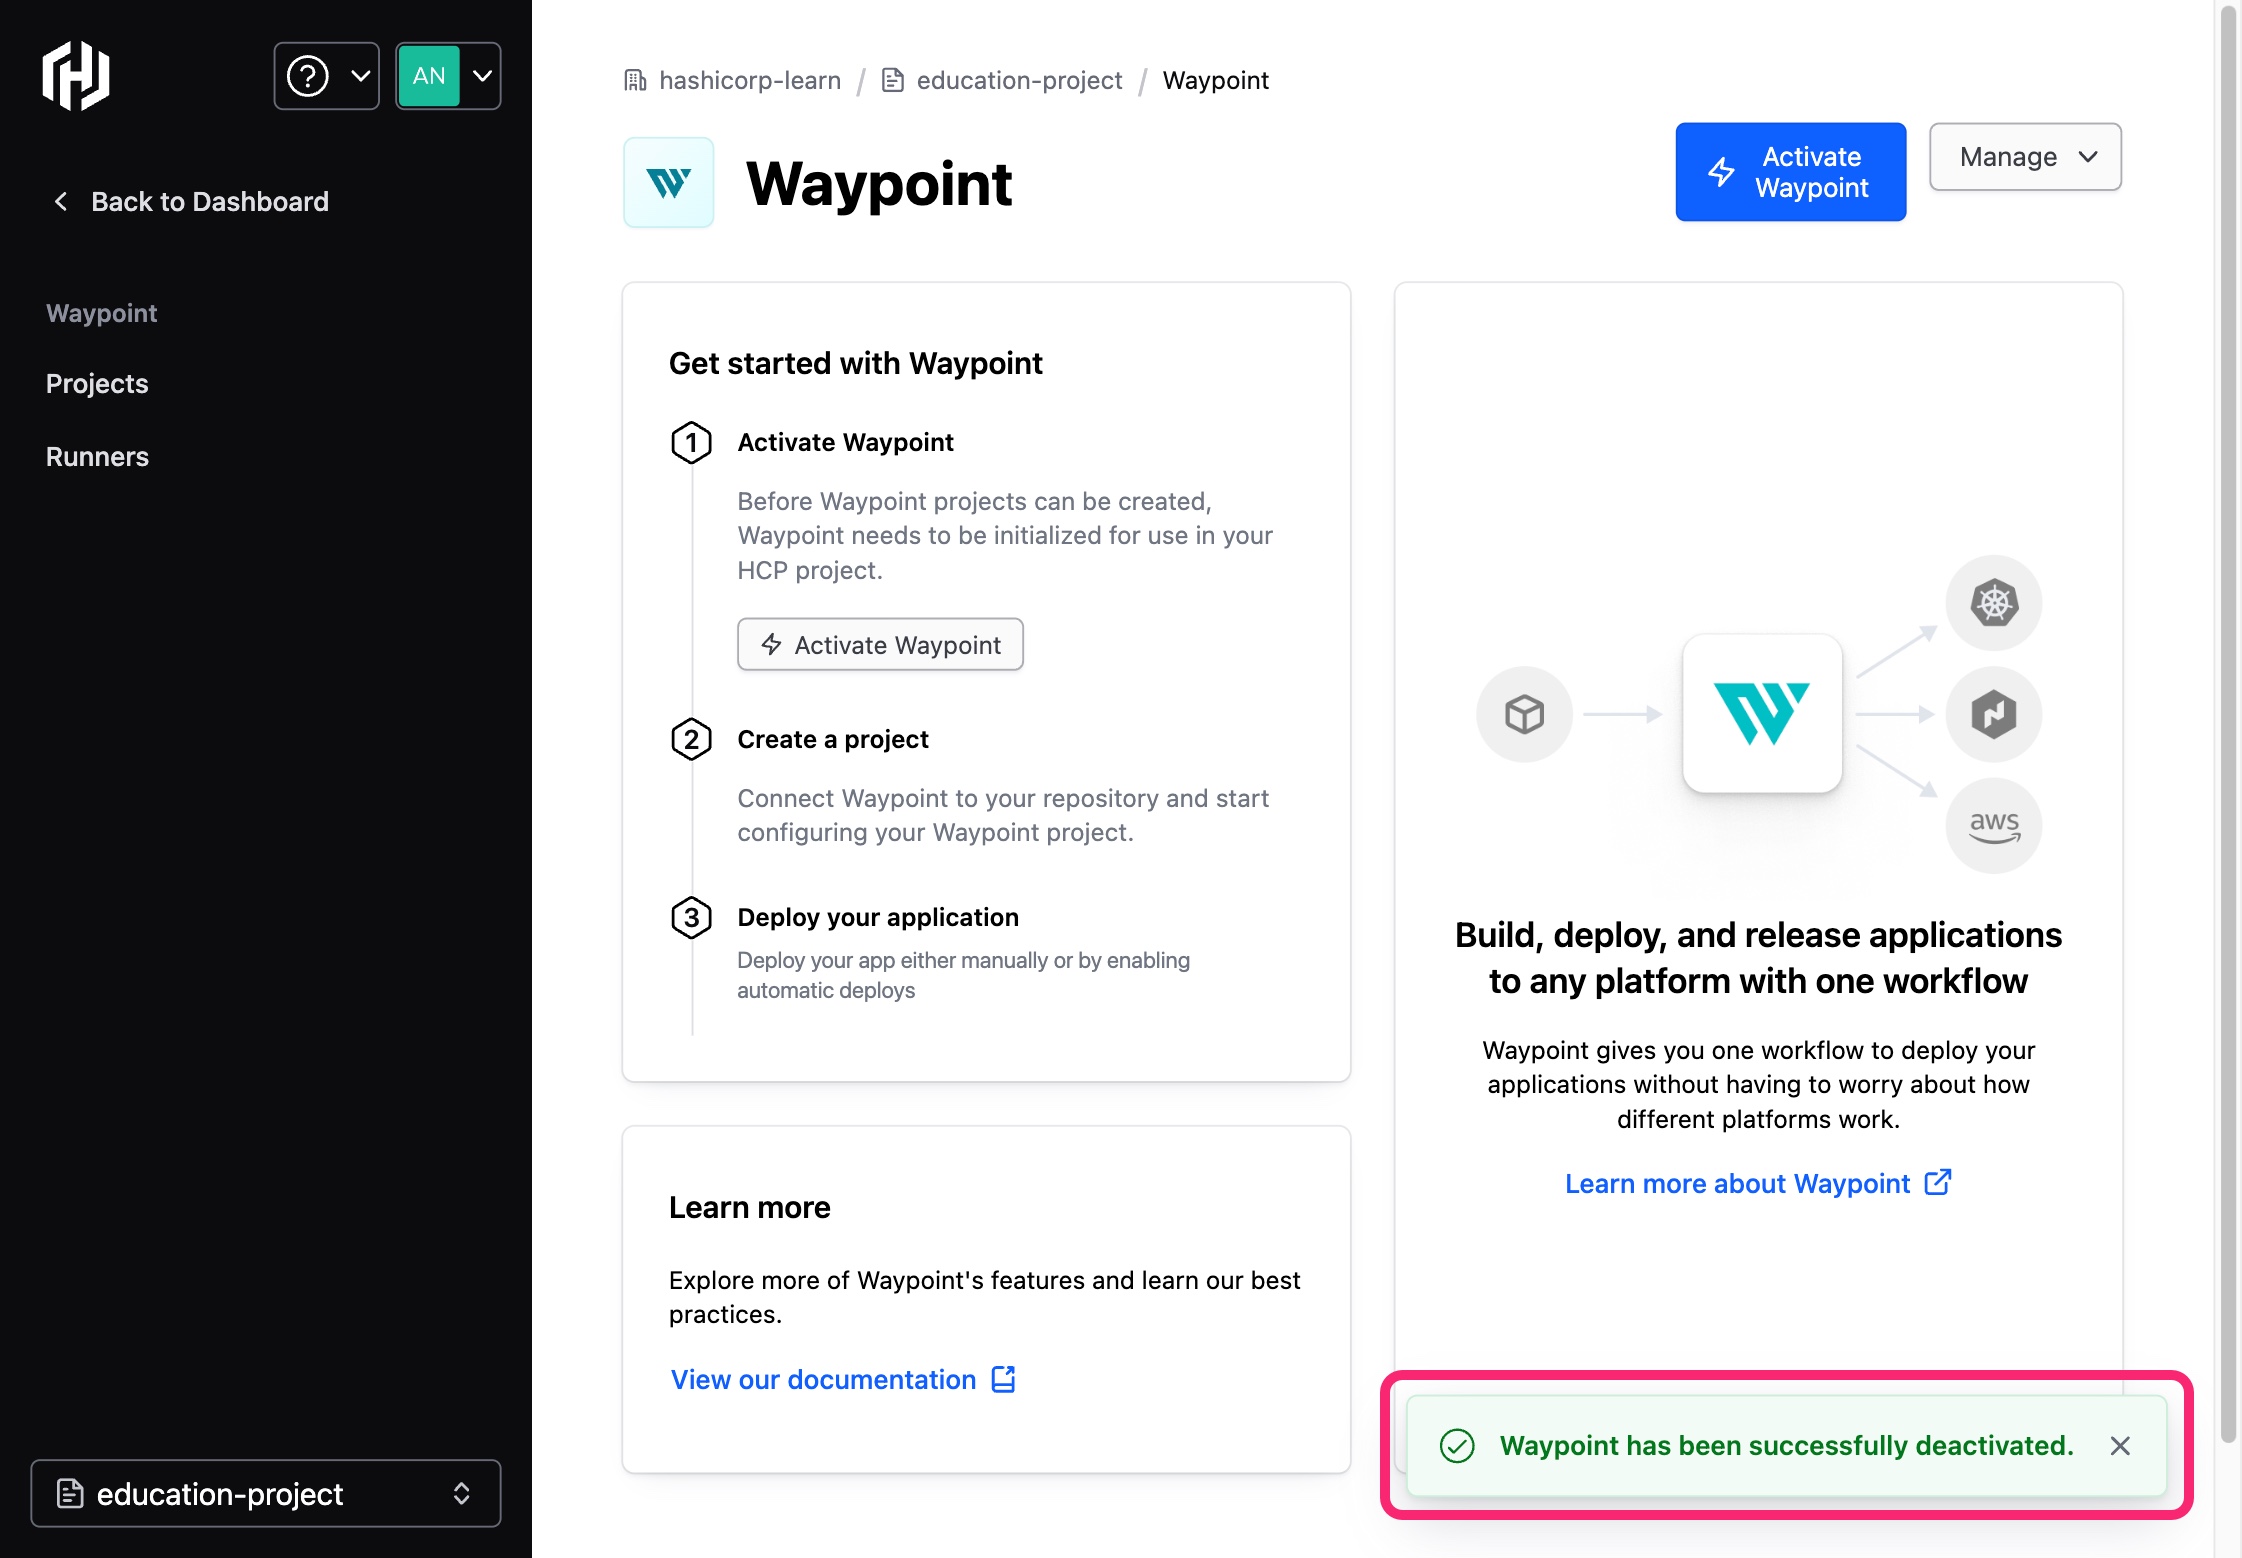 AN
Back to Dashboard
Waypoint
Projects
Runners
education-project
hashicorp-learn / education-project / Waypoint
Waypoint
Activate
Waypoint
Manage
Get started with Waypoint
1 Activate Waypoint
Before Waypoint projects can be created,
Waypoint needs to be initialized for use in your
HCP project.
Activate Waypoint
2 Create a project
Connect Waypoint to your repository and start
configuring your Waypoint project.
3 Deploy your application
Deploy your app either manually or by enabling
automatic deploys
Learn more
Explore more of Waypoint's features and learn our best
practices.
View our documentation
aws
Build, deploy, and release applications
to any platform with one workflow
Waypoint gives you one workflow to deploy your
applications without having to worry about how
different platforms work.
Learn more about Waypoint
Waypoint has been successfully deactivated.